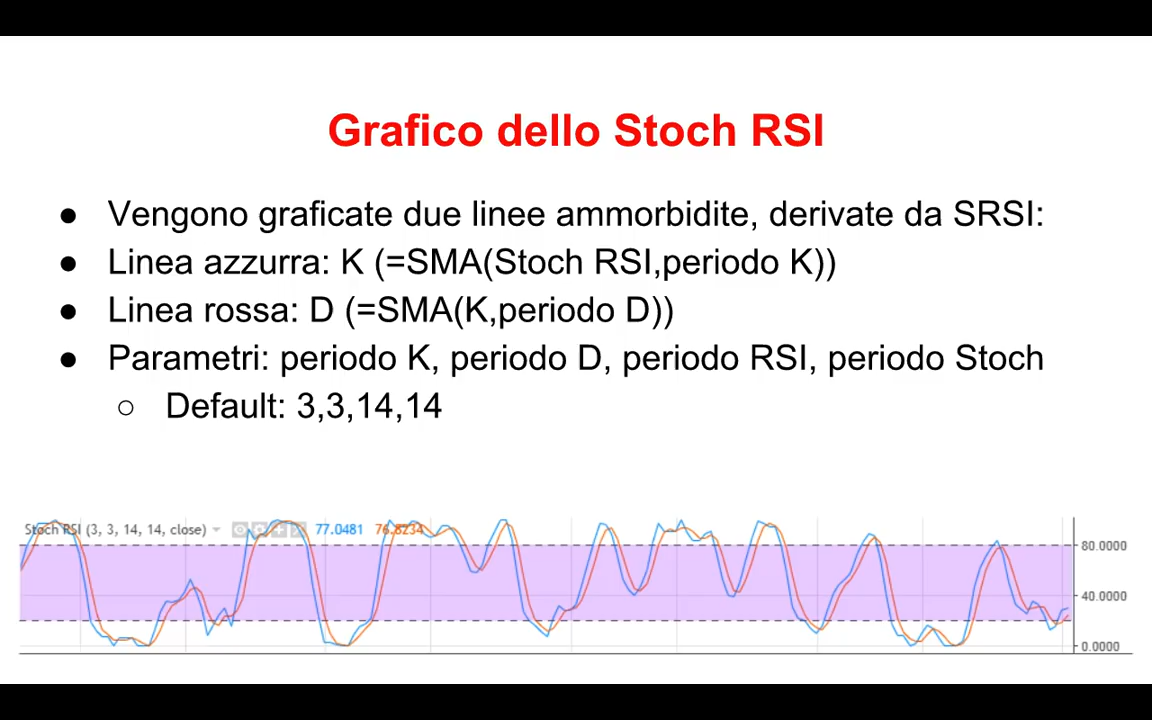 Grafico dello Stoch RSI
● Vengono graficate due linee ammorbidite, derivate da SRSI:
● Linea azzurra: K (=SMA(Stoch RSI,periodo K))
● Linea rossa: D (=SMA(K,periodo D))
● Parametri: periodo K, periodo D, periodo RSI, periodo Stoch
○ Default: 3,3,14,14
Stoch RSI (3, 3, 14, 14, close) 77.0481 76.8234
80.0000
40.0000
0.0000